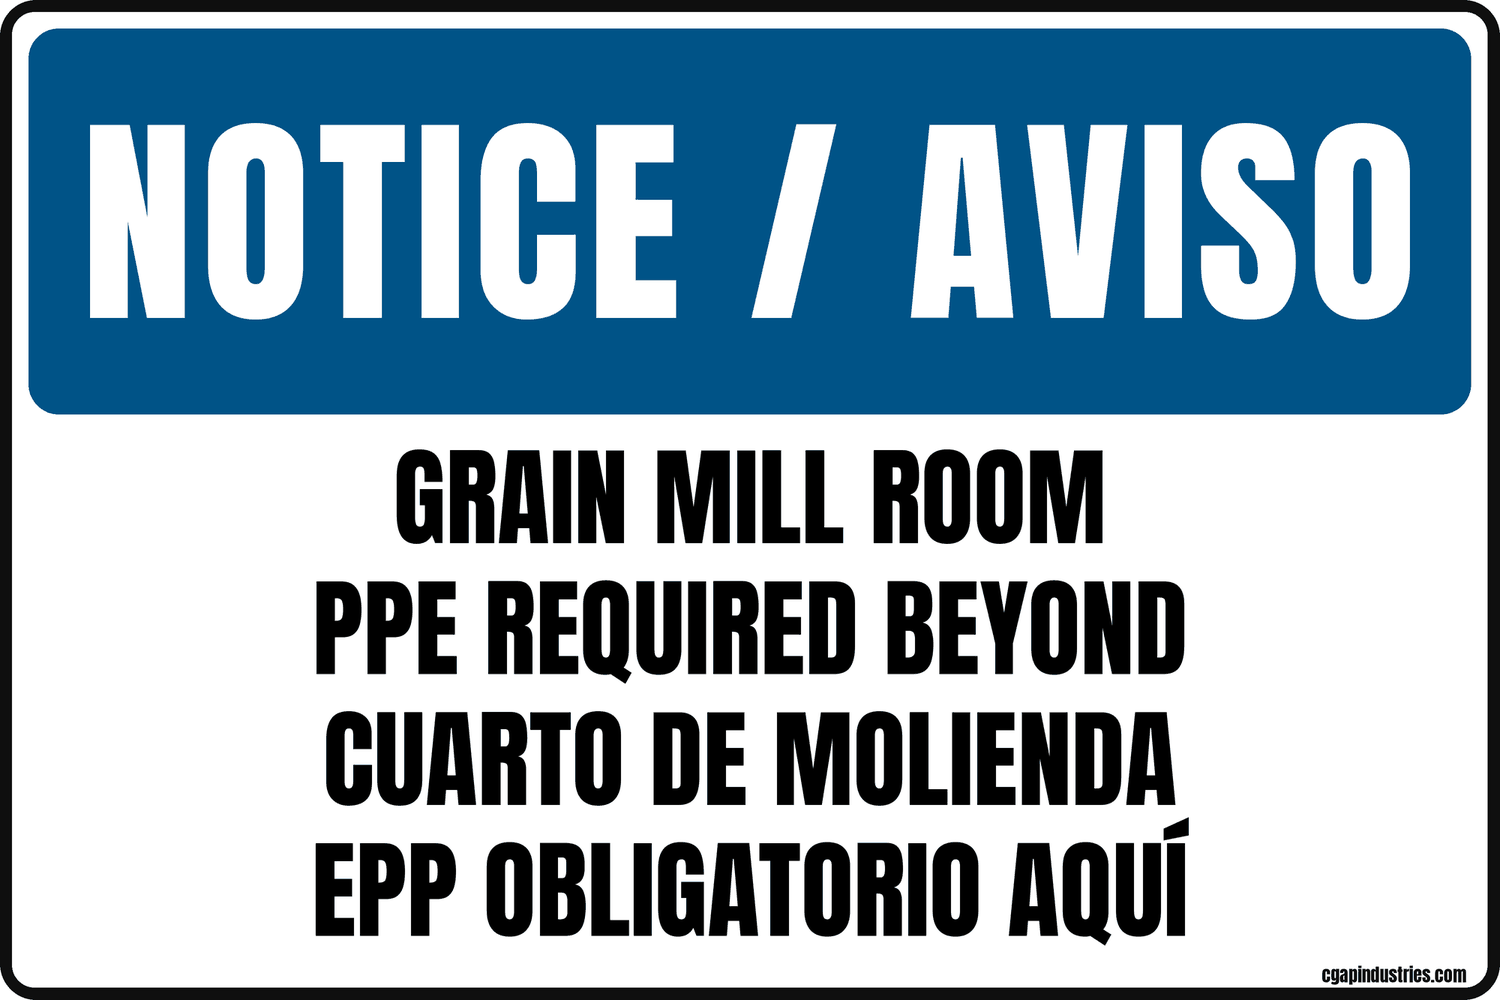 NOTICE / AVISO
GRAIN MILL ROOM
PPE REQUIRED BEYOND
CUARTO DE MOLIENDA
EPP OBLIGATORIO AQUÍ
cgapindustries.com